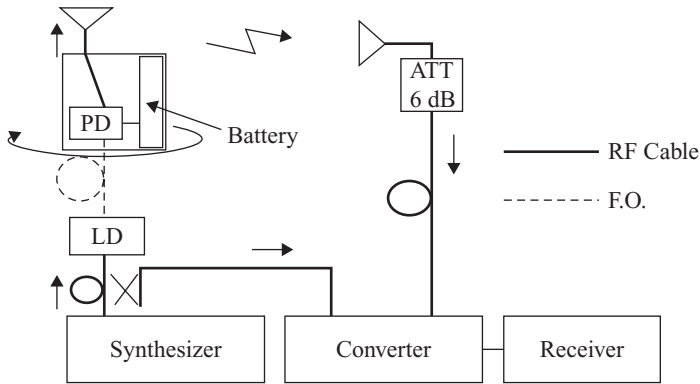 ATT
6 dB
PD
Battery
RF Cable
F.O.
LD
Synthesizer
Converter
Receiver